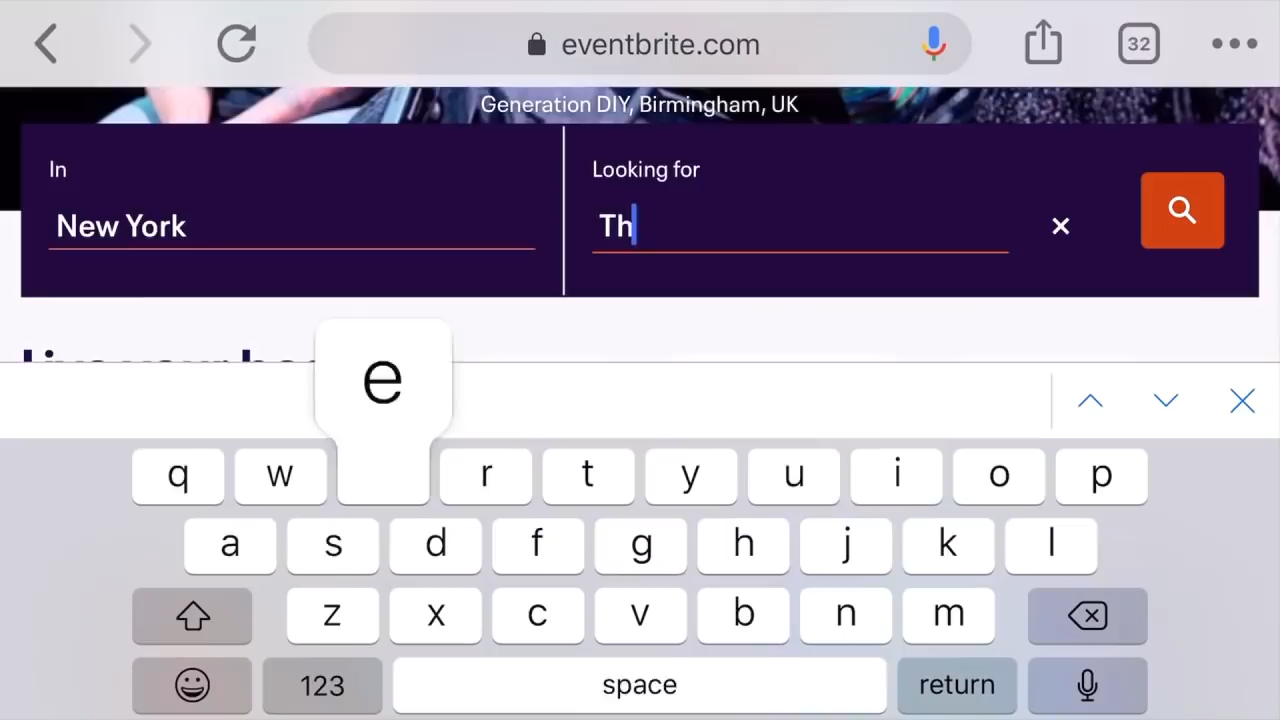 eventbrite.com
32
Generation DIY, Birmingham, UK
In
Looking for
New York
Th
e
q w r t y u i o p
a s d f g h j k l
z x c v b n m
123 space return